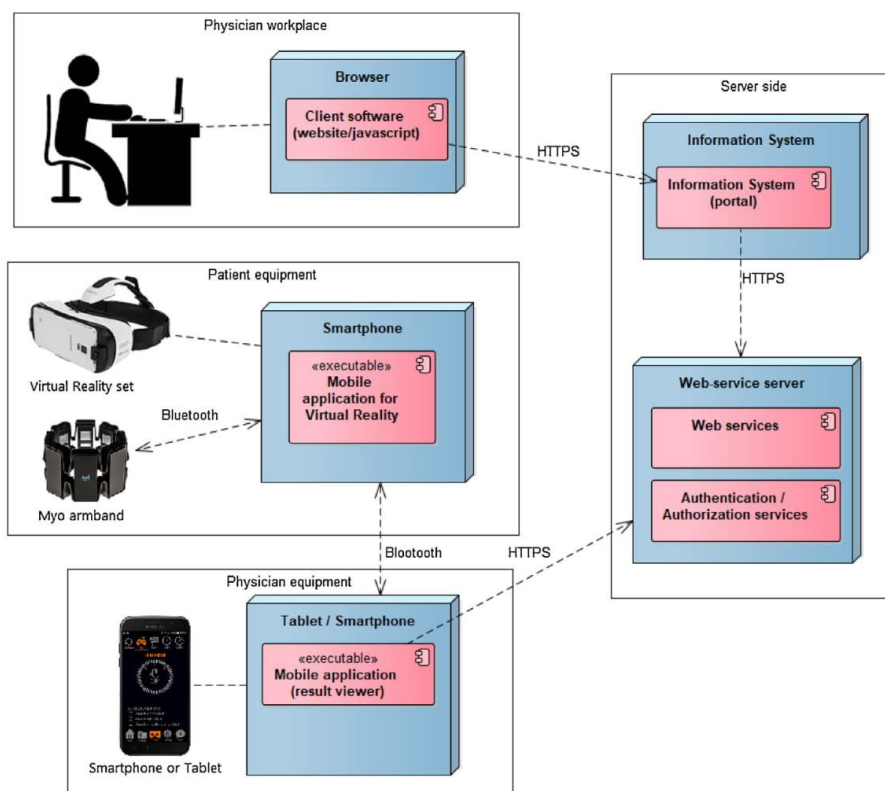 Physician workplace
Browser
Client software
(website/javascript)
HTTPS
Server side
Information System
Information System
(portal)
HTTPS
Patient equipment
Virtual Reality set
Bluetooth
Myo armband
Smartphone
«executable»
Mobile
application for
Virtual Reality
Web-service server
Web services
Authentication /
Authorization services
Blootooth
HTTPS
Physician equipment
Tablet / Smartphone
«executable»
Mobile application
(result viewer)
Smartphone or Tablet